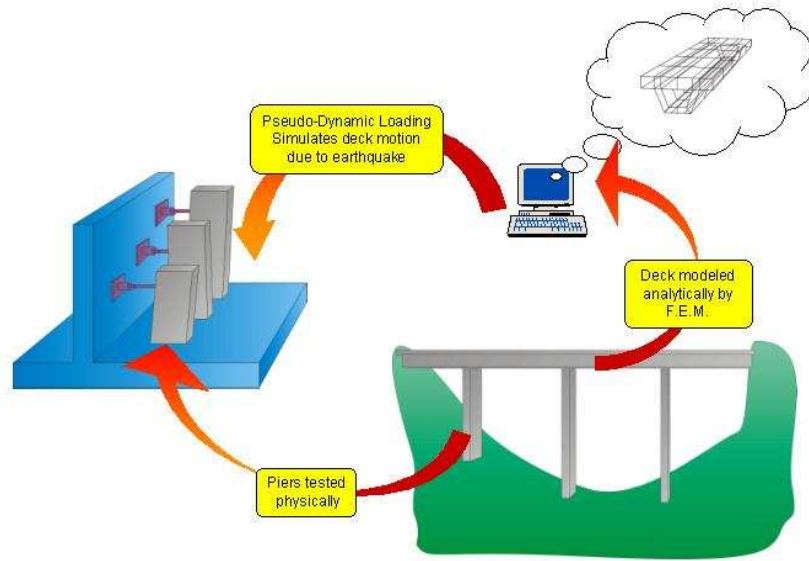 Pseudo-Dynamic Loading
Simulates deck motion
due to earthquake
Deck modeled
analytically by
F.E.M.
Piers tested
physically